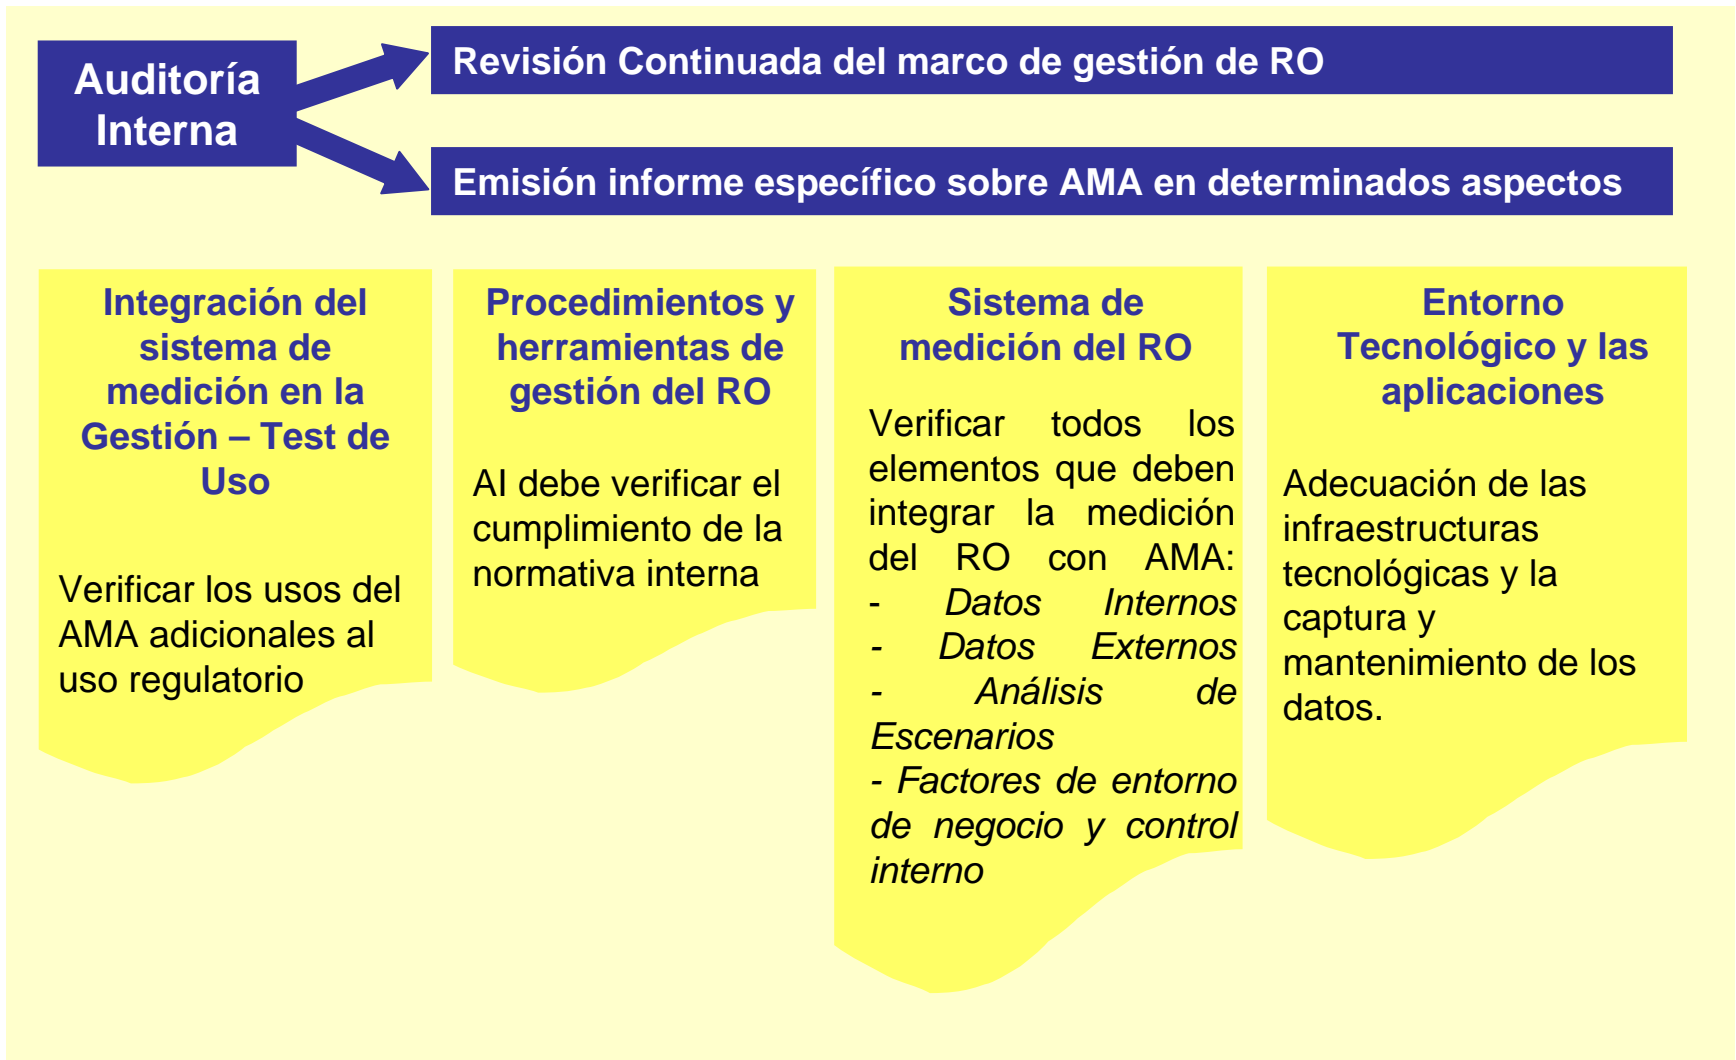 Auditoría
Interna
Revisión Continuada del marco de gestión de RO
Emisión informe específico sobre AMA en determinados aspectos
Integración del
sistema de
medición en la
Gestión – Test de
Uso
Verificar los usos del
AMA adicionales al
uso regulatorio
Procedimientos y
herramientas de
gestión del RO
AI debe verificar el
cumplimiento de la
normativa interna
Sistema de
medición del RO
Verificar todos los
elementos que deben
integrar la medición
del RO con AMA:
- Datos Internos
- Datos Externos
- Análisis de
Escenarios
- Factores de entorno
de negocio y control
interno
Entorno
Tecnológico y las
aplicaciones
Adecuación de las
infraestructuras
tecnológicas y la
captura y
mantenimiento de los
datos.